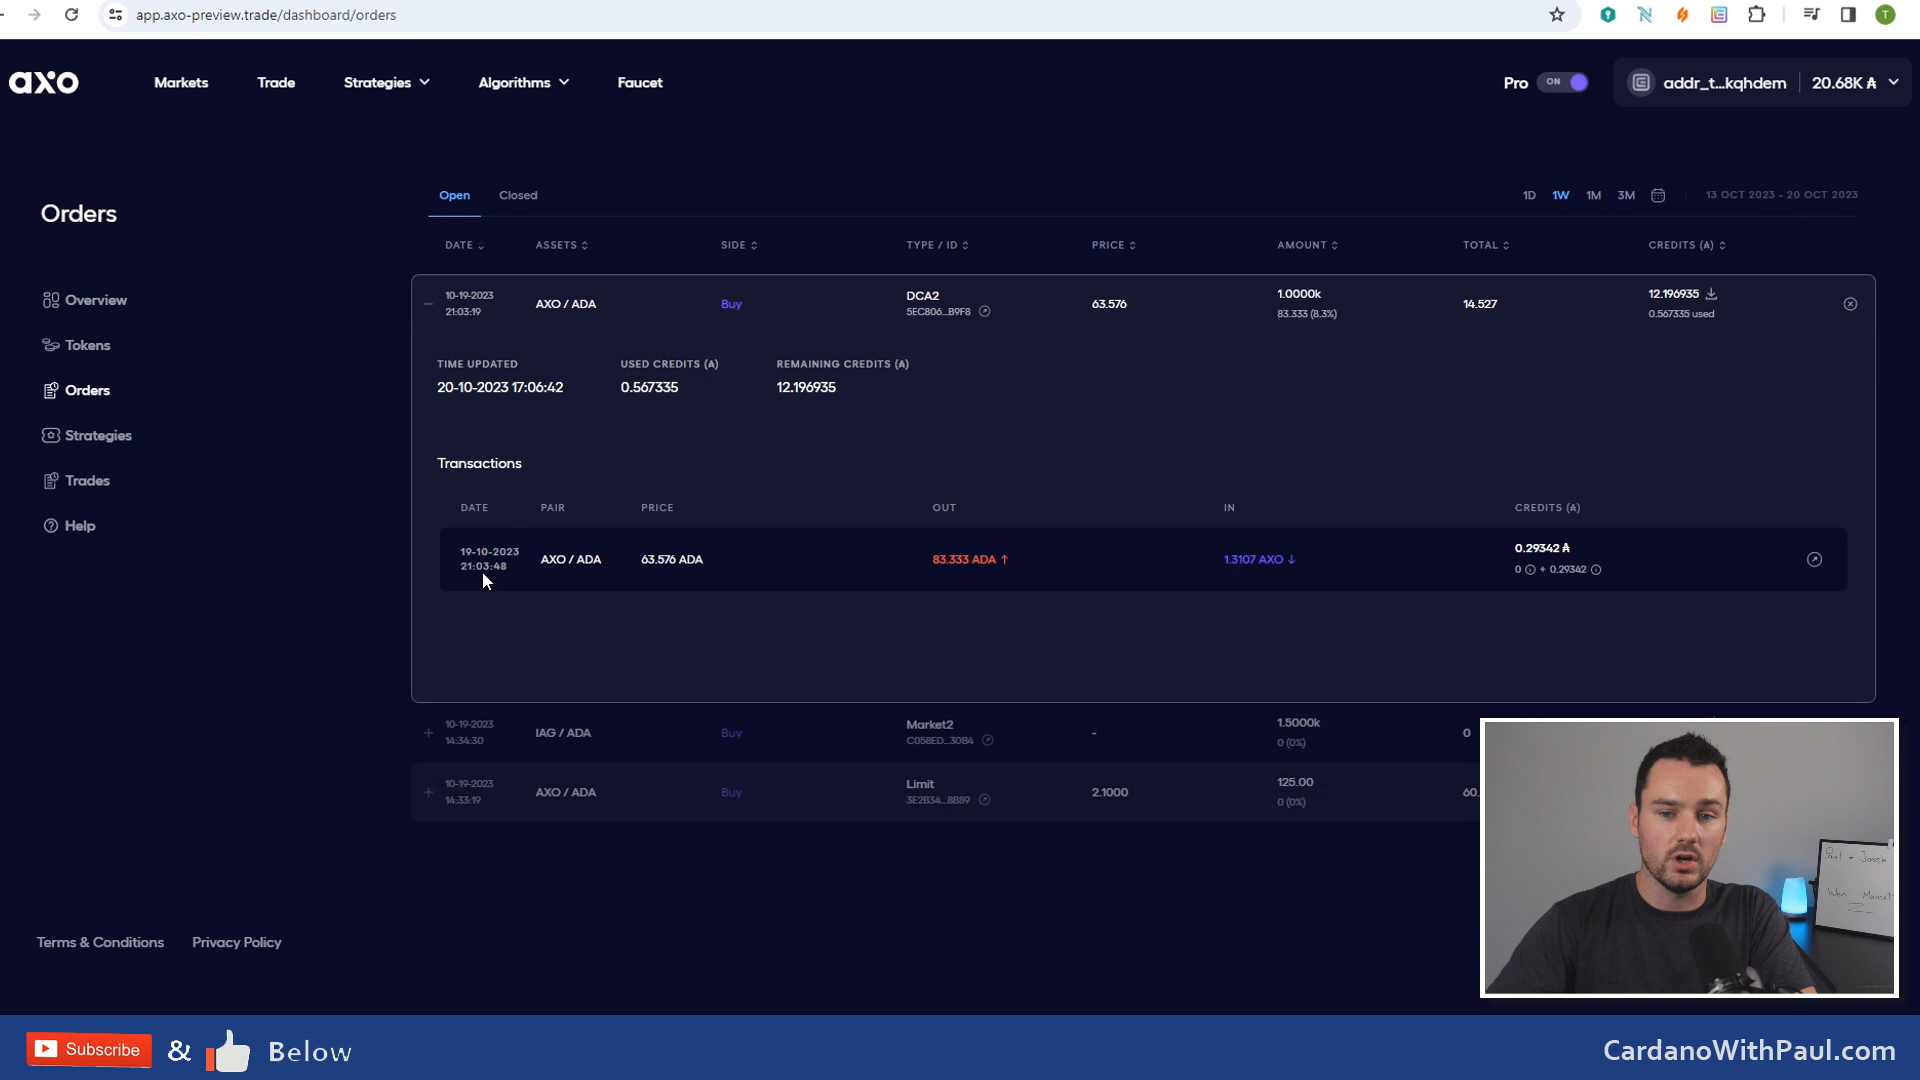 app.axo-preview.trade/dashboard/orders
T
axo
Markets
Trade
Strategies
Algorithms
Faucet
Pro
ON
addr_t...kqhdem
20.68K ₳
Orders
Open
Closed
1D
1W
1M
3M
13 OCT 2023 - 20 OCT 2023
DATE
ASSETS
SIDE
TYPE / ID
PRICE
AMOUNT
TOTAL
CREDITS (₳)
Overview
Tokens
Orders
Strategies
Trades
Help
10-19-2023
21:03:19
AXO / ADA
Buy
DCA2
5EC806...B9F8
63.576
1.0000k
83.333 (8.3%)
14.527
12.196935
0.567335 used
TIME UPDATED
20-10-2023 17:06:42
USED CREDITS (₳)
0.567335
REMAINING CREDITS (₳)
12.196935
Transactions
DATE
PAIR
PRICE
OUT
IN
CREDITS (₳)
19-10-2023
21:03:48
AXO / ADA
63.576 ADA
83.333 ADA ↑
1.3107 AXO ↓
0.29342 ₳
0 + 0.29342
10-19-2023
14:34:30
IAG / ADA
Buy
Market2
C058ED...30B4
-
1.5000k
0 (0%)
0
10-19-2023
14:33:19
AXO / ADA
Buy
Limit
3E2B34...8B89
2.1000
125.00
0 (0%)
60.
Paul + Josek
Wen
Terms & Conditions
Privacy Policy
Subscribe
& Below
CardanoWithPaul.com